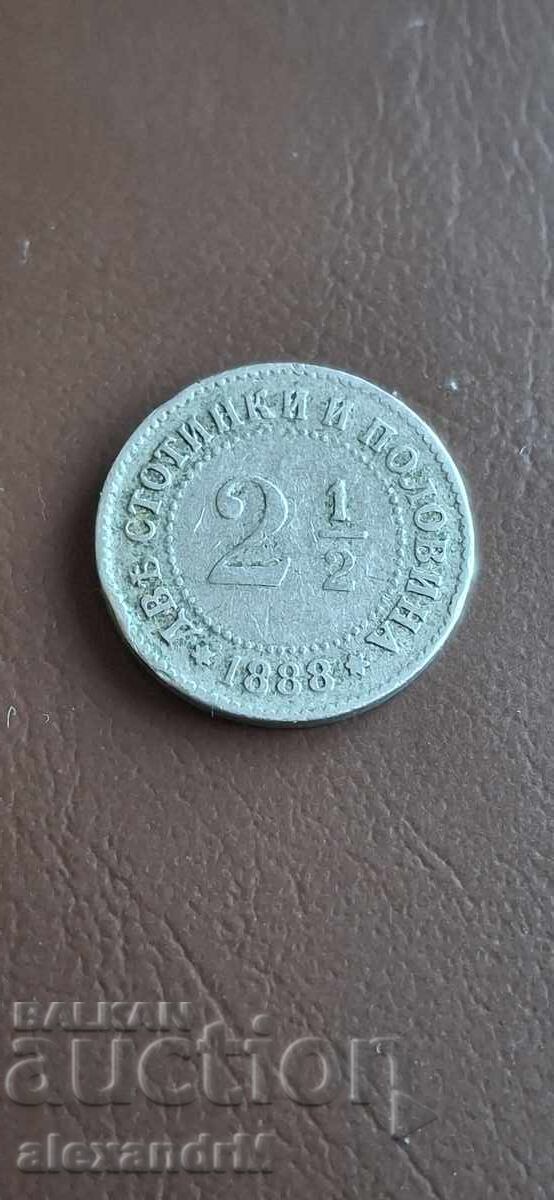 ДВѢ СТОТИНКИ И ПОЛОВИНА
2 1/2
* 1888 *
BALKAN
auction
alexandrM